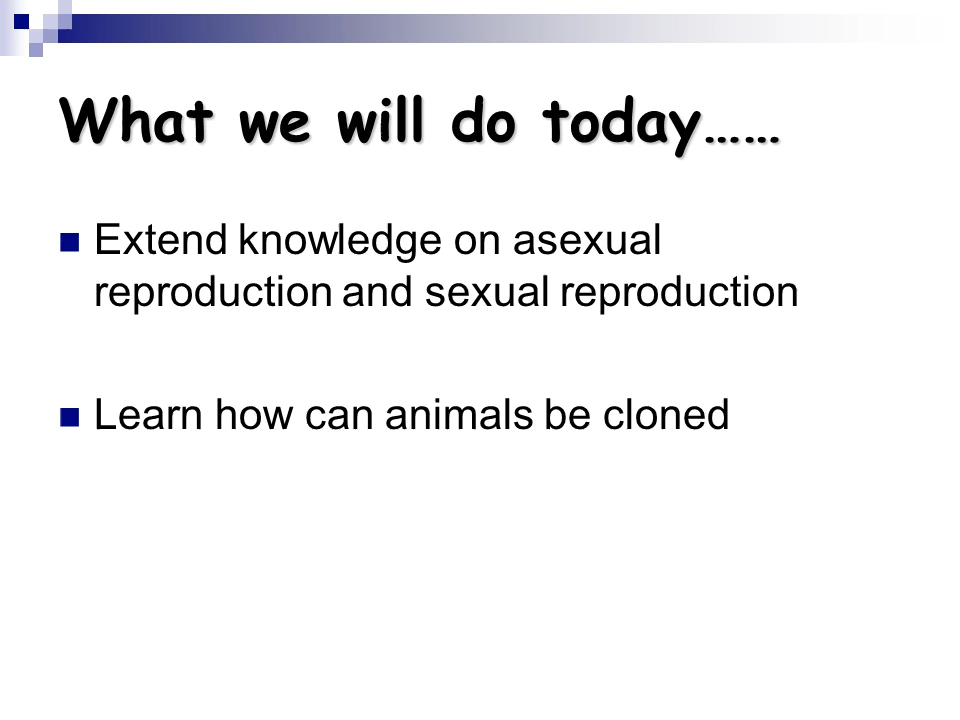 What we will do today……
Extend knowledge on asexual
reproduction and sexual reproduction
Learn how can animals be cloned